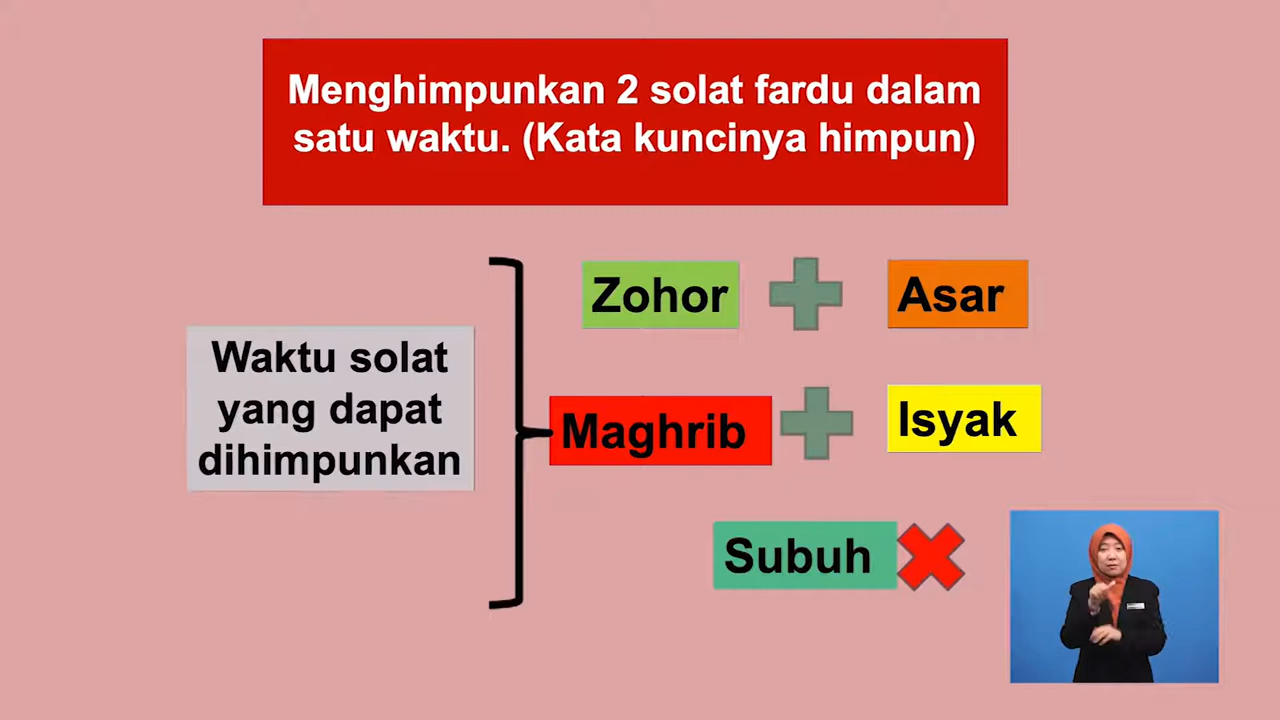 Menghimpunkan 2 solat fardu dalam
satu waktu. (Kata kuncinya himpun)
Zohor
Asar
Waktu solat
yang dapat
dihimpunkan
Maghrib
Isyak
Subuh